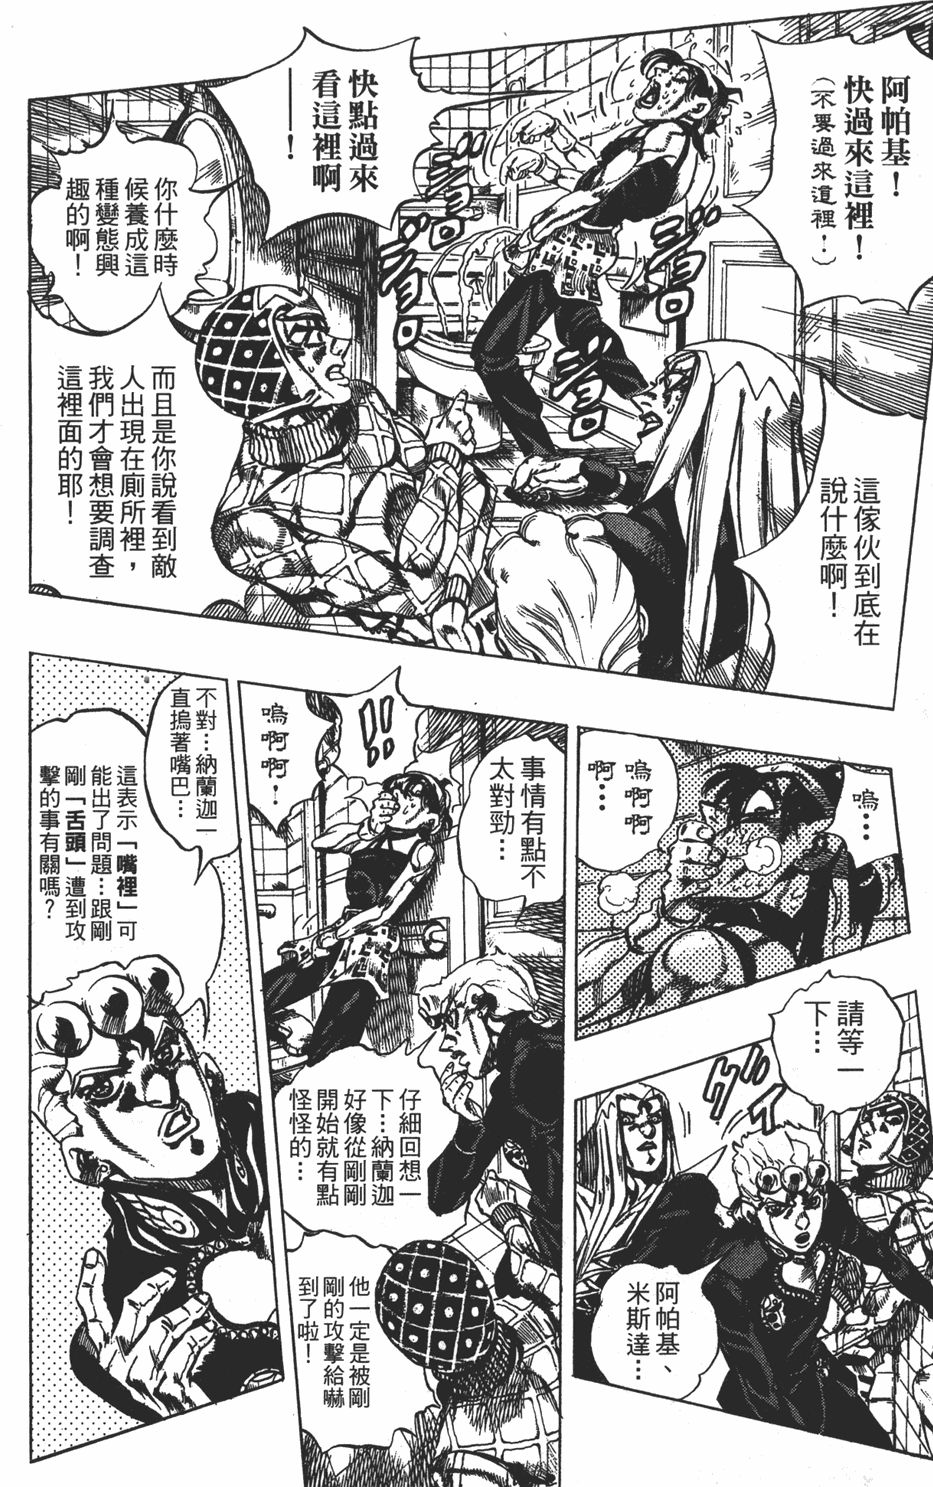 阿帕基！
快過來這裡！
（不要過來這裡！）
快點過來
看這裡啊
——！
這傢伙到底在
說什麼啊！
你什麼時
候養成這
種變態興
趣的啊！
而且是你說看到敵
人出現在廁所裡，
我們才會想要調查
這裡面的耶！
嗚…
嗚啊啊
啊…
請等一
下…
阿帕基、
米斯達…
事情有點不
太對勁…
嗚啊啊！
仔細回想一
下…納蘭迦
好像從剛剛
開始就有點
怪怪的…
他一定是被剛
剛的攻擊給嚇
到了啦！
不對…納蘭迦一
直摀著嘴巴…
這表示「嘴裡」可
能出了問題…跟剛
剛「舌頭」遭到攻
擊的事有關嗎？